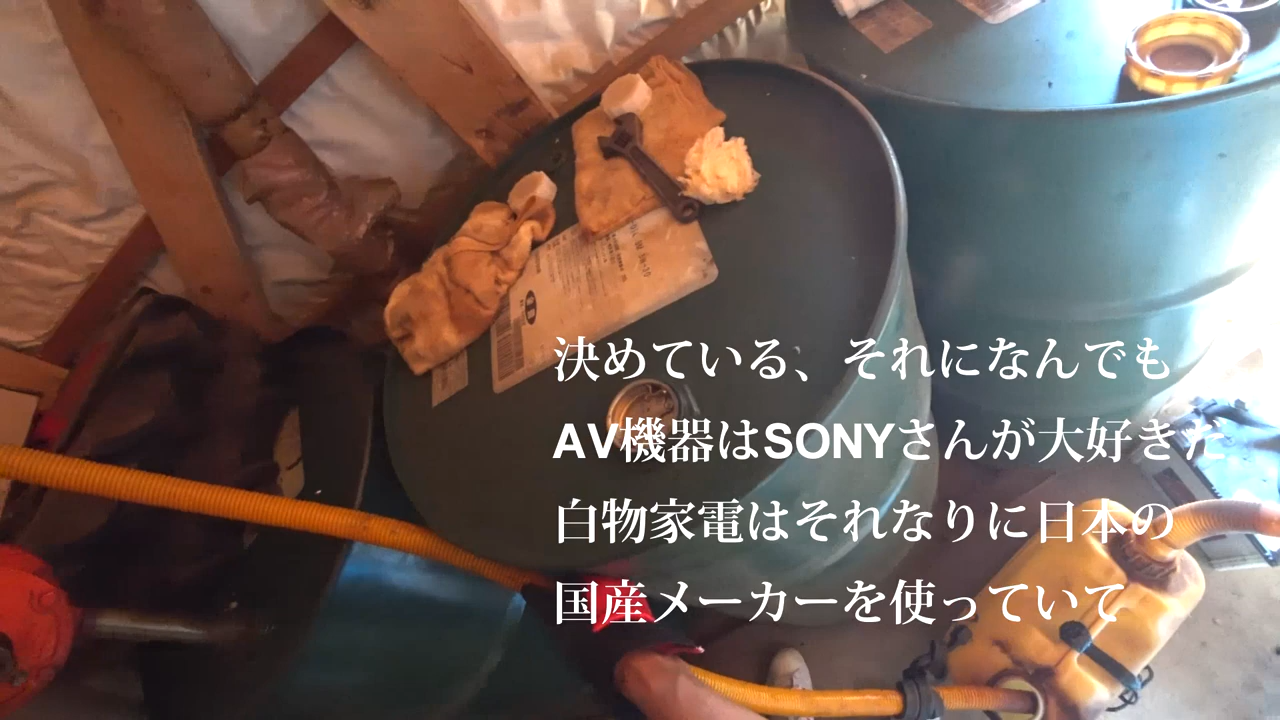 決めている、それになんでも
AV機器はSONYさんが大好きだ
白物家電はそれなりに日本の
国産メーカーを使っていて